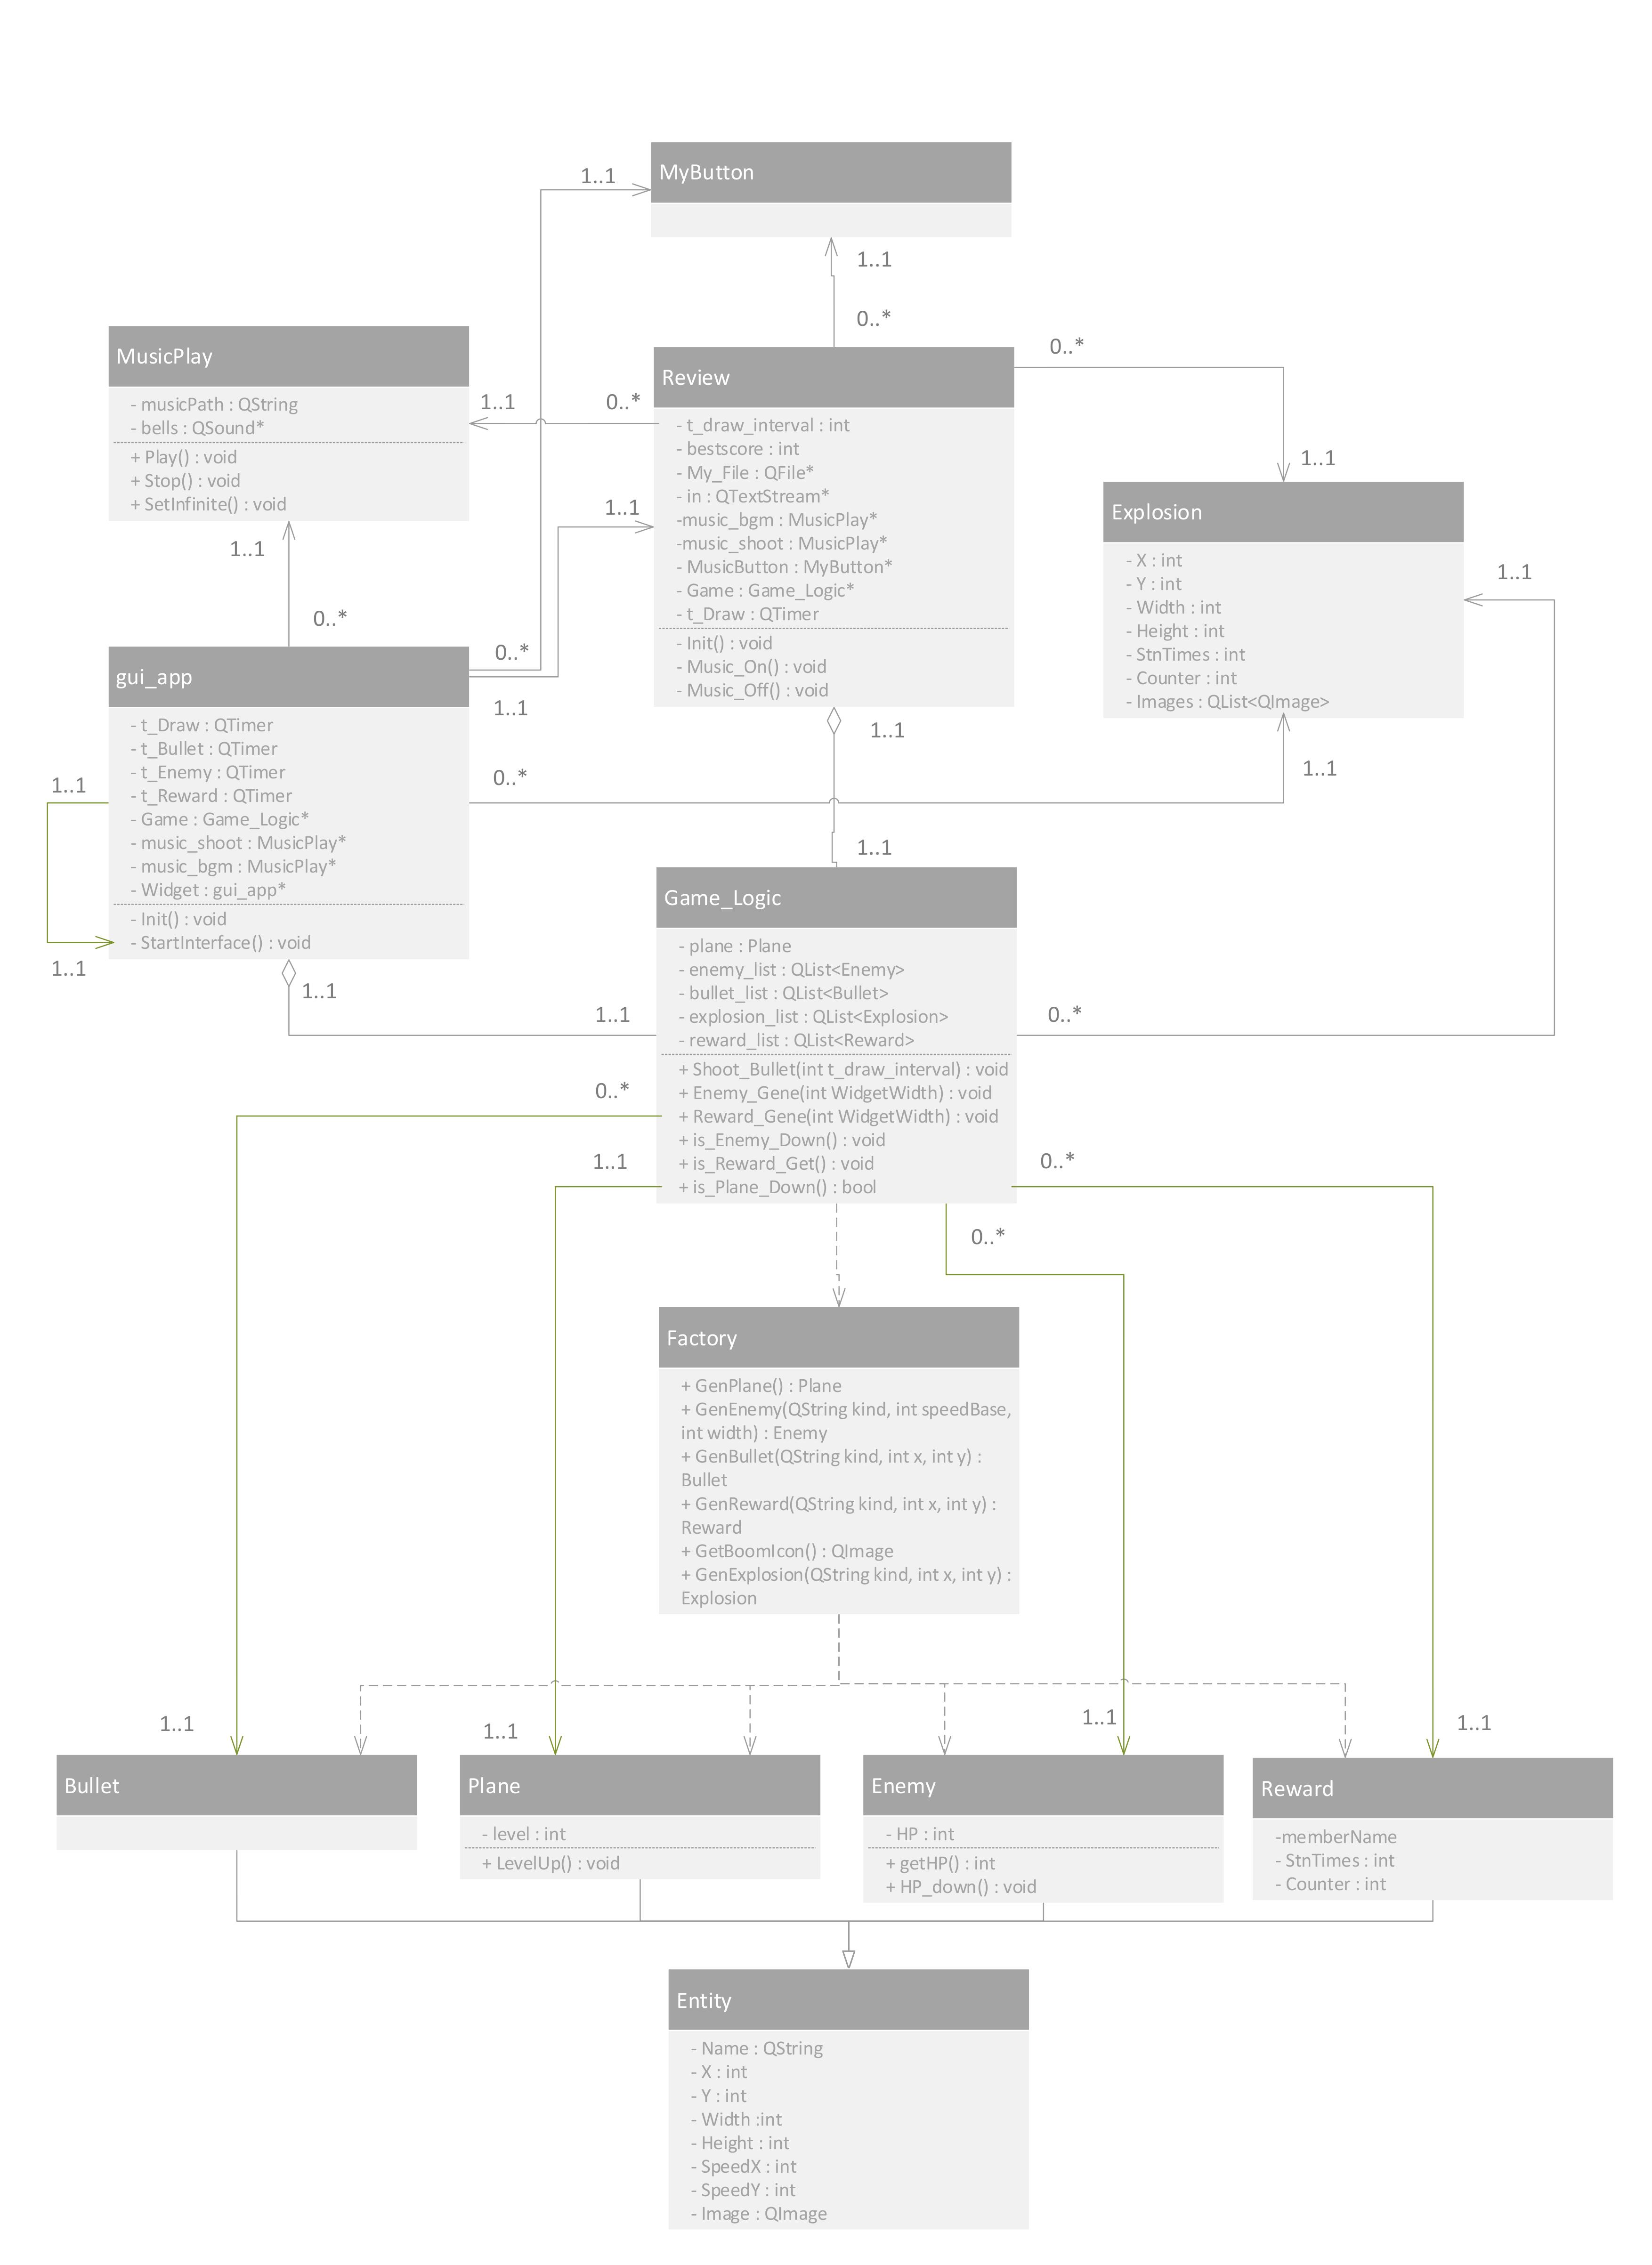 MyButton
1..1
1..1
0..*
MusicPlay
- musicPath : QString
- bells : QSound*
+ Play() : void
+ Stop() : void
+ SetInfinite() : void
1..1
0..*
Review
- t_draw_interval : int
- bestscore : int
- My_File : QFile*
- in : QTextStream*
-music_bgm : MusicPlay*
-music_shoot : MusicPlay*
- MusicButton : MyButton*
- Game : Game_Logic*
- t_Draw : QTimer
- Init() : void
- Music_On() : void
- Music_Off() : void
0..*
1..1
Explosion
- X : int
- Y : int
- Width : int
- Height : int
- StnTimes : int
- Counter : int
- Images : QList<QImage>
1..1
1..1
1..1
0..*
gui_app
- t_Draw : QTimer
- t_Bullet : QTimer
- t_Enemy : QTimer
- t_Reward : QTimer
- Game : Game_Logic*
- music_shoot : MusicPlay*
- music_bgm : MusicPlay*
- Widget : gui_app*
- Init() : void
- StartInterface() : void
0..*
1..1
1..1
0..*
1..1
1..1
1..1
1..1
1..1
1..1
Game_Logic
- plane : Plane
- enemy_list : QList<Enemy>
- bullet_list : QList<Bullet>
- explosion_list : QList<Explosion>
- reward_list : QList<Reward>
+ Shoot_Bullet(int t_draw_interval) : void
+ Enemy_Gene(int WidgetWidth) : void
+ Reward_Gene(int WidgetWidth) : void
+ is_Enemy_Down() : void
+ is_Reward_Get() : void
+ is_Plane_Down() : bool
0..*
0..*
1..1
0..*
0..*
Factory
+ GenPlane() : Plane
+ GenEnemy(QString kind, int speedBase,
int width) : Enemy
+ GenBullet(QString kind, int x, int y) :
Bullet
+ GenReward(QString kind, int x, int y) :
Reward
+ GetBoomIcon() : QImage
+ GenExplosion(QString kind, int x, int y) :
Explosion
1..1
1..1
1..1
1..1
Bullet
Plane
- level : int
+ LevelUp() : void
Enemy
- HP : int
+ getHP() : int
+ HP_down() : void
Reward
-memberName
- StnTimes : int
- Counter : int
Entity
- Name : QString
- X : int
- Y : int
- Width :int
- Height : int
- SpeedX : int
- SpeedY : int
- Image : QImage